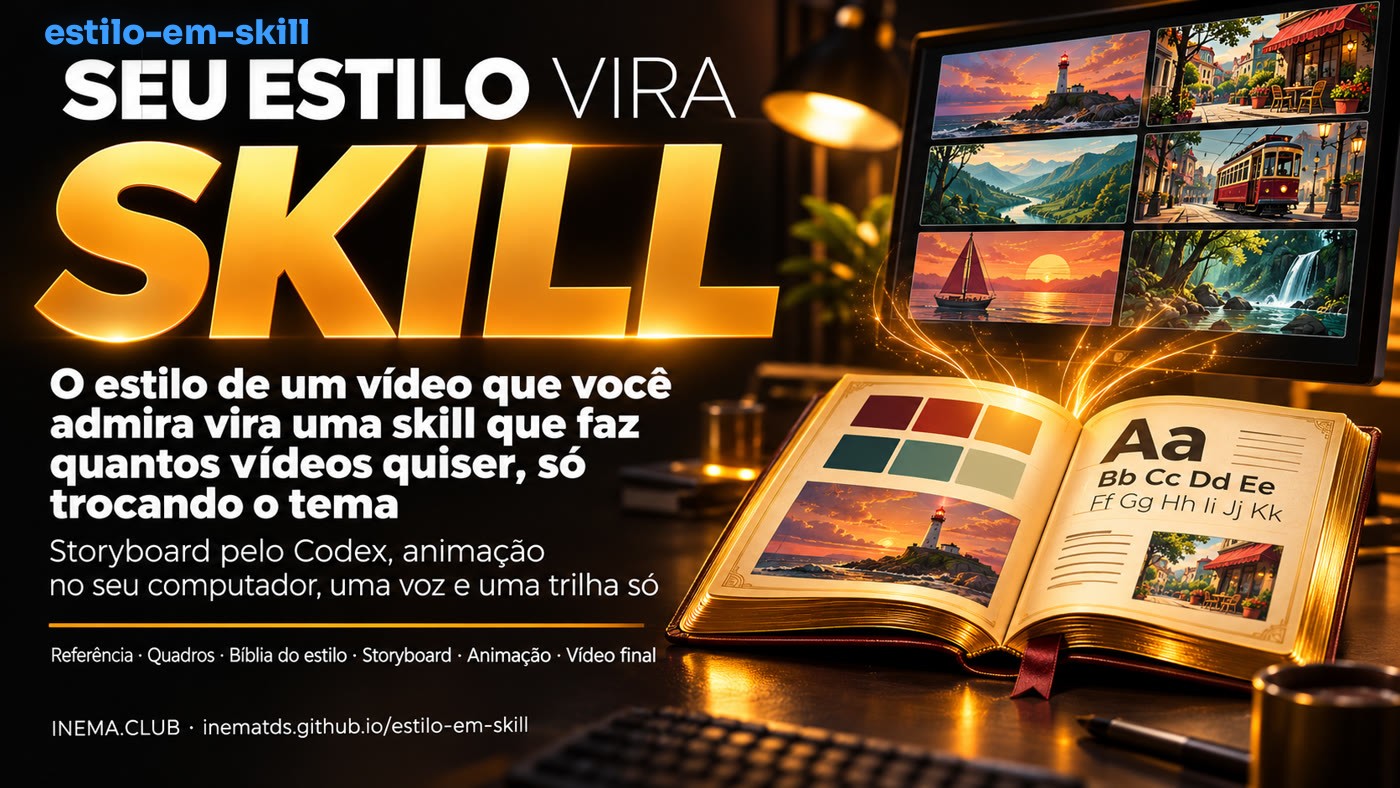 estilo-em-skill
SEU ESTILO VIRA
SKILL
O estilo de um vídeo que você
admira vira uma skill que faz
quantos vídeos quiser, só
trocando o tema
Storyboard pelo Codex, animação
no seu computador, uma voz e uma trilha só
Referência · Quadros · Bíblia do estilo · Storyboard · Animação · Vídeo final
INEMA.CLUB · inematds.github.io/estilo-em-skill
Aa
Bb Cc Dd Ee
Ff Gg Hh Ii Jj Kk